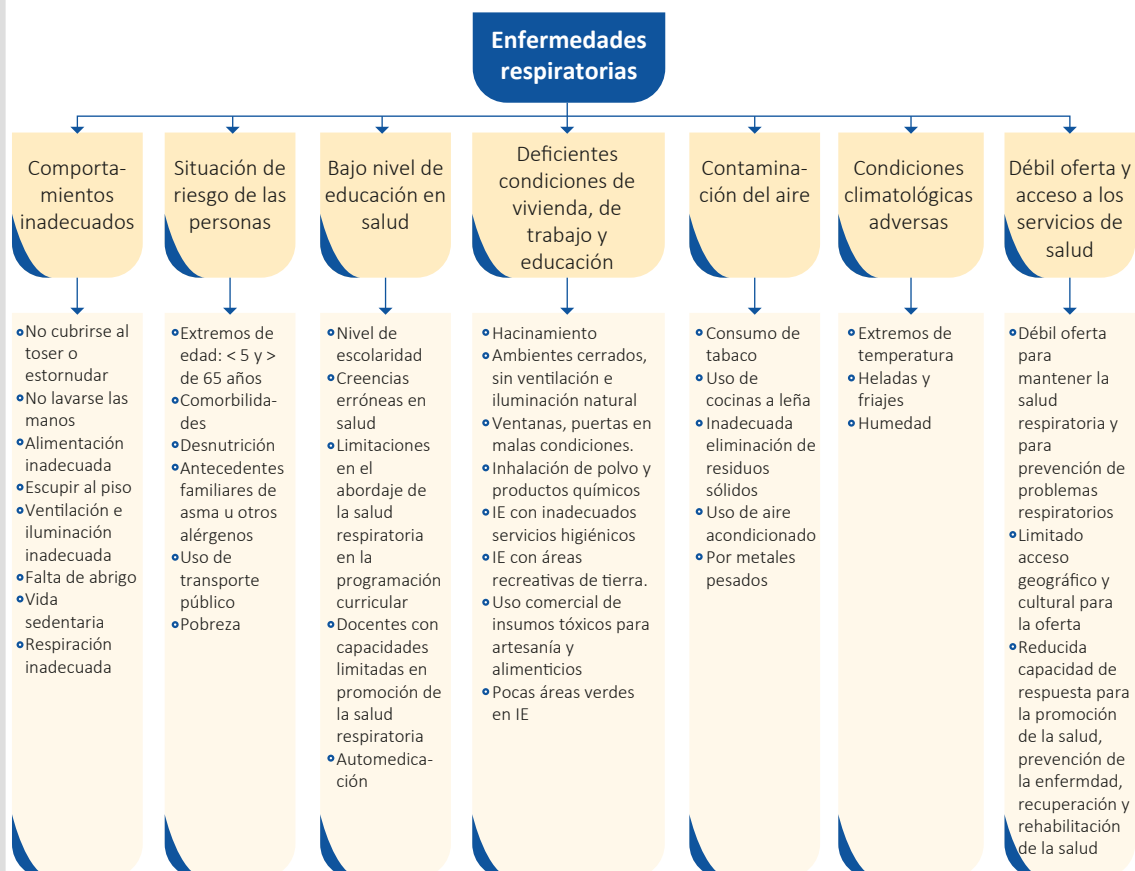 Enfermedades
respiratorias
Comporta-
mientos
inadecuados
Situación de
riesgo de las
personas
Bajo nivel de
educación en
salud
Deficientes
condiciones de
vivienda, de
trabajo y
educación
Contamina-
ción del aire
Condiciones
climatológicas
adversas
Débil oferta y
acceso a los
servicios de
salud
No cubrirse al
toser o
estornudar
No lavarse las
manos
Alimentación
inadecuada
Escupir al piso
Ventilación e
iluminación
inadecuada
Falta de abrigo
Vida
sedentaria
Respiración
inadecuada
Extremos de
edad: < 5 y >
de 65 años
Comorbilida-
des
Desnutrición
Antecedentes
familiares de
asma u otros
alérgenos
Uso de
transporte
público
Pobreza
Nivel de
escolaridad
Creencias
erróneas en
salud
Limitaciones
en el
abordaje de
la salud
respiratoria
en la
programación
curricular
Docentes con
capacidades
limitadas en
promoción de
la salud
respiratoria
Automedica-
ción
Hacinamiento
Ambientes cerrados,
sin ventilación e
iluminación natural
Ventanas, puertas en
malas condiciones.
Inhalación de polvo y
productos químicos
IE con inadecuados
servicios higiénicos
IE con áreas
recreativas de tierra.
Uso comercial de
insumos tóxicos para
artesanía y
alimenticios
Pocas áreas verdes
en IE
Consumo de
tabaco
Uso de
cocinas a leña
Inadecuada
eliminación de
residuos
sólidos
Uso de aire
acondicionado
Por metales
pesados
Extremos de
temperatura
Heladas y
friajes
Humedad
Débil oferta
para
mantener la
salud
respiratoria y
para
prevención de
problemas
respiratorios
Limitado
acceso
geográfico y
cultural para
la oferta
Reducida
capacidad de
respuesta para
la promoción
de la salud,
prevención de
la enfermdad,
recuperación y
rehabilitación
de la salud